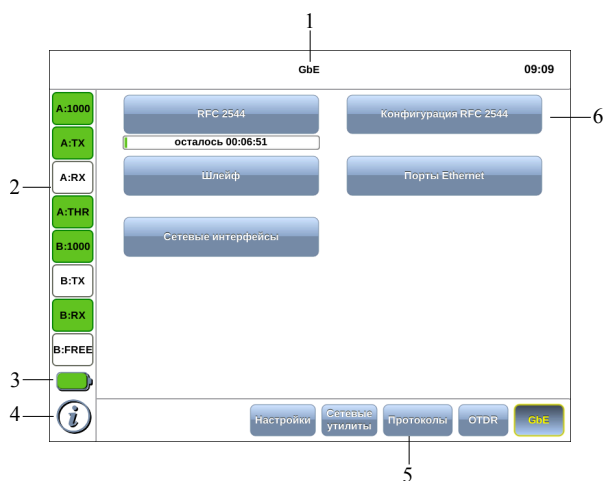 1
GbE
09:09
A:1000
RFC 2544
Конфигурация RFC 2544
6
A:TX
осталось 00:06:51
2
A:RX
Шлейф
Порты Ethernet
A:THR
B:1000
Сетевые интерфейсы
B:TX
B:RX
B:FREE
3
4
i
Настройки
Сетевые
утилиты
Протоколы
OTDR
GbE
5